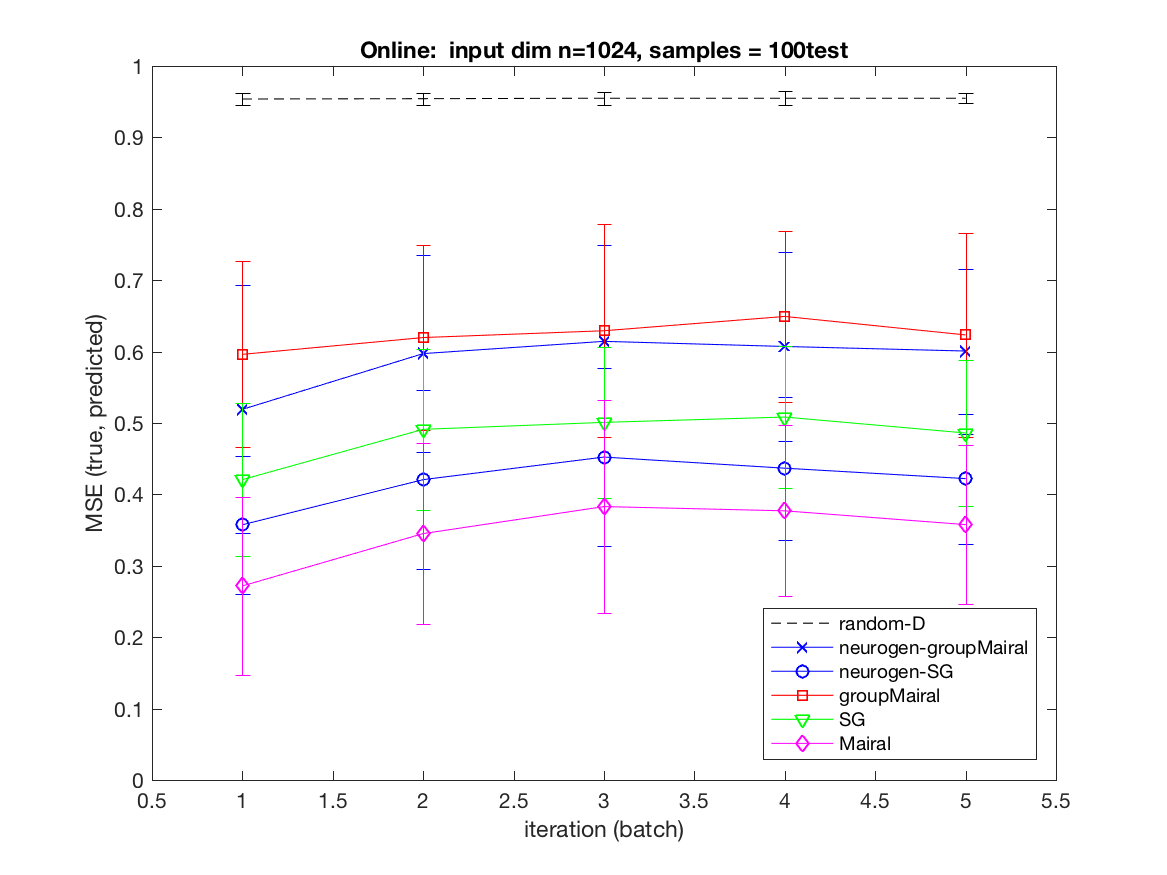 Online:  input dim n=1024, samples = 100test
1
0.9
0.8
0.7
0.6
0.5
0.4
0.3
0.2
0.1
0
MSE (true, predicted)
random-D
neurogen-groupMairal
neurogen-SG
groupMairal
SG
Mairal
0.5 1 1.5 2 2.5 3 3.5 4 4.5 5 5.5
iteration (batch)